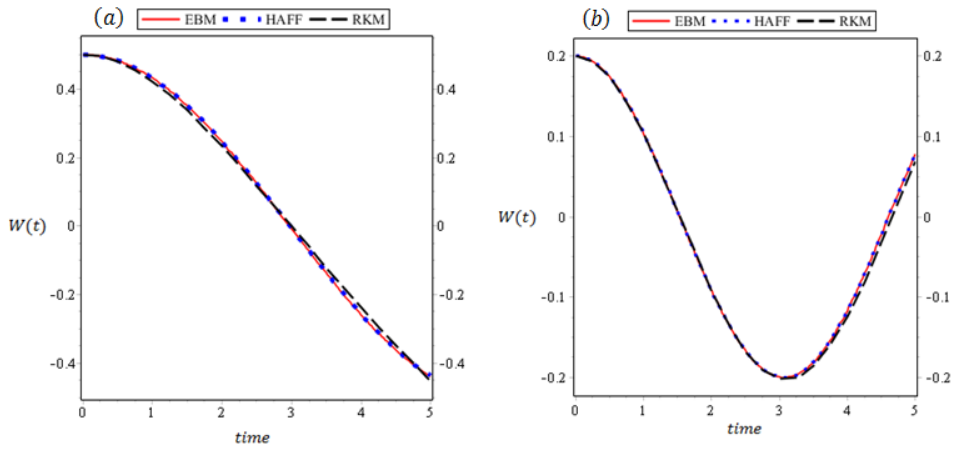 (a)
EBM HAFF RKM
0.4 0.4
0.2 0.2
W(t) 0 0
-0.2 -0.2
-0.4 -0.4
0 1 2 3 4 5
time
(b)
EBM HAFF RKM
0.2 0.2
0.1 0.1
W(t) 0 0
-0.1 -0.1
-0.2 -0.2
0 1 2 3 4 5
time